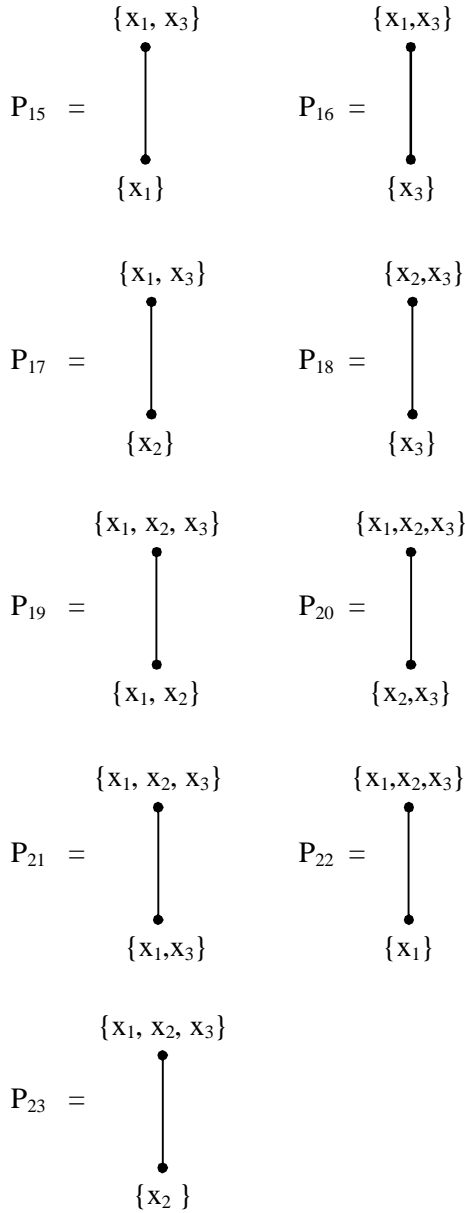 {x₁, x₃} {x₁,x₃}
P₁₅ = P₁₆ =
{x₁} {x₃}
{x₁, x₃} {x₂,x₃}
P₁₇ = P₁₈ =
{x₂} {x₃}
{x₁, x₂, x₃} {x₁,x₂,x₃}
P₁₉ = P₂₀ =
{x₁, x₂} {x₂,x₃}
{x₁, x₂, x₃} {x₁,x₂,x₃}
P₂₁ = P₂₂ =
{x₁,x₃} {x₁}
{x₁, x₂, x₃}
P₂₃ =
{x₂ }